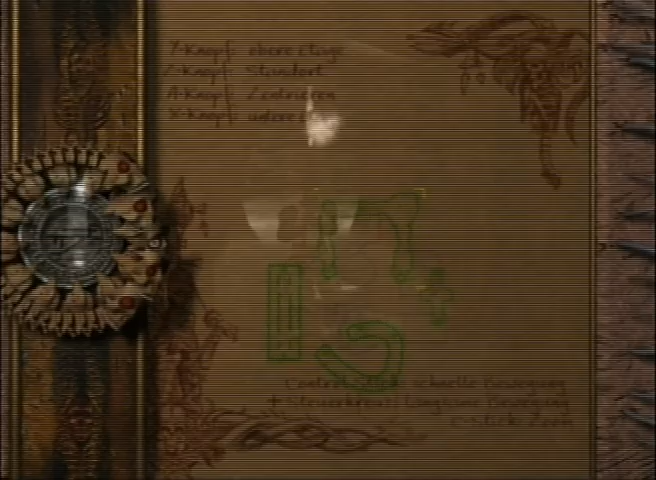 Y-Knopf: obere Etage
Z-Knopf: Standort
A-Knopf: Zentrieren
X-Knopf: untere
Control Stick: schnelle Bewegung
+ Steuerkreuz: langsame Bewegung
C-Stick: Zoom